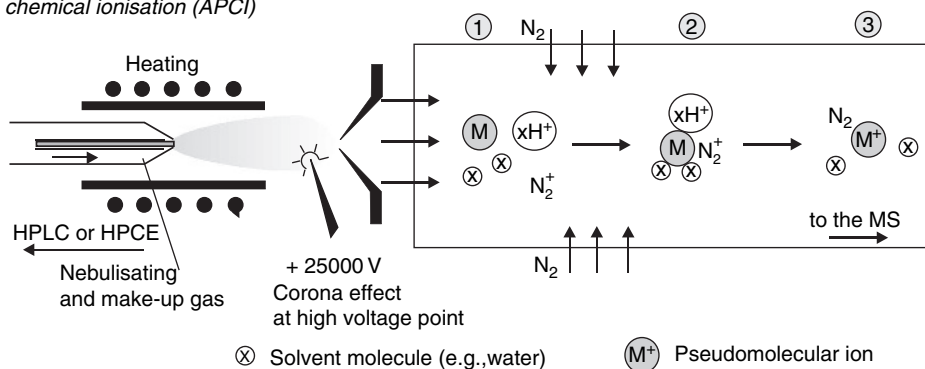 chemical ionisation (APCI)
1
2
3
N₂
Heating
M
xH⁺
xH⁺
M
N₂⁺
N₂
M⁺
X
X
X
X
X
X
N₂⁺
HPLC or HPCE
to the MS
Nebulisating
and make-up gas
+ 25000 V
Corona effect
at high voltage point
N₂
X Solvent molecule (e.g.,water)
M⁺ Pseudomolecular ion